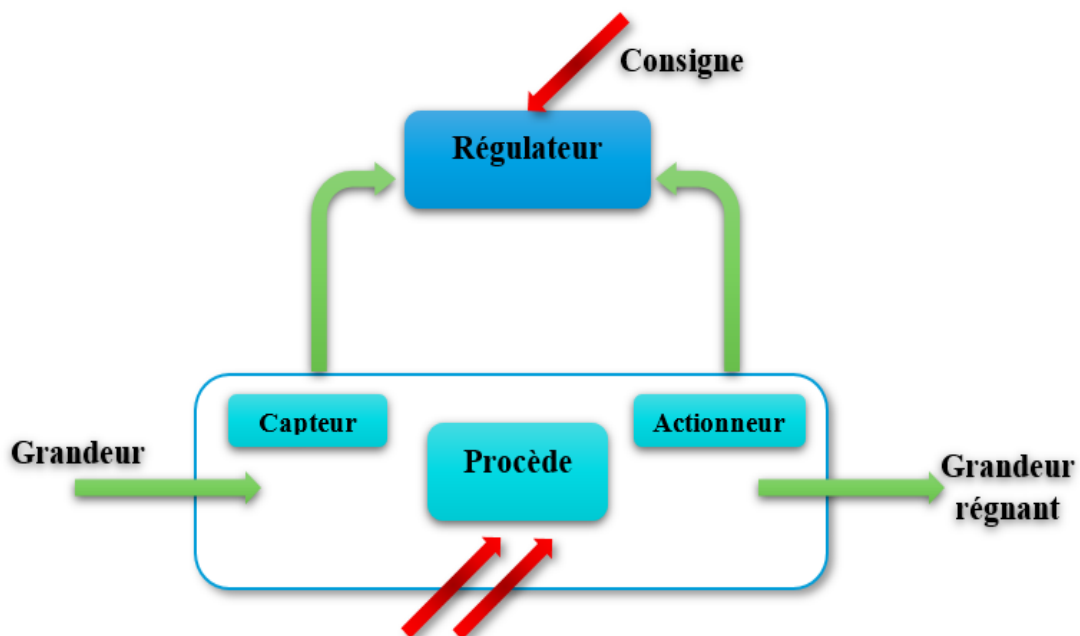 Consigne
Régulateur
Capteur
Actionneur
Grandeur
Procède
Grandeur
régnant